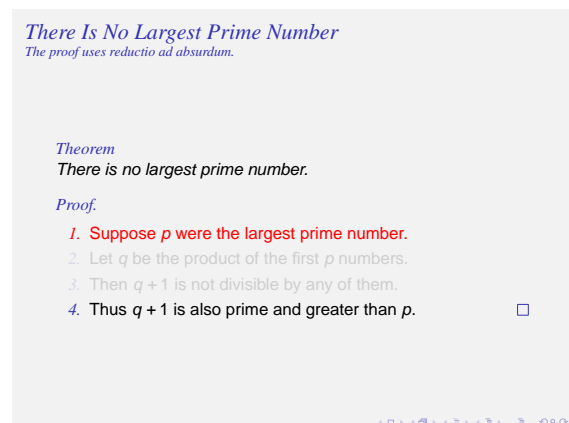 There Is No Largest Prime Number
The proof uses reductio ad absurdum.
Theorem
There is no largest prime number.
Proof.
1. Suppose p were the largest prime number.
2. Let q be the product of the first p numbers.
3. Then q + 1 is not divisible by any of them.
4. Thus q + 1 is also prime and greater than p.